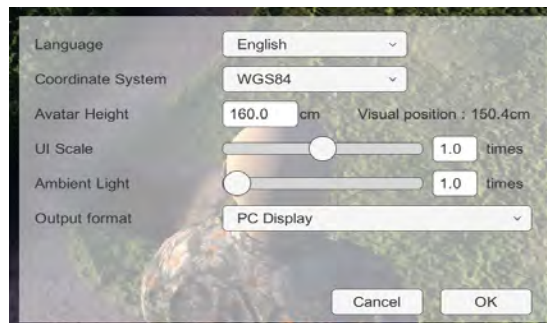 Language English
Coordinate System WGS84
Avatar Height 160.0 cm Visual position : 150.4cm
UI Scale 1.0 times
Ambient Light 1.0 times
Output format PC Display
Cancel OK